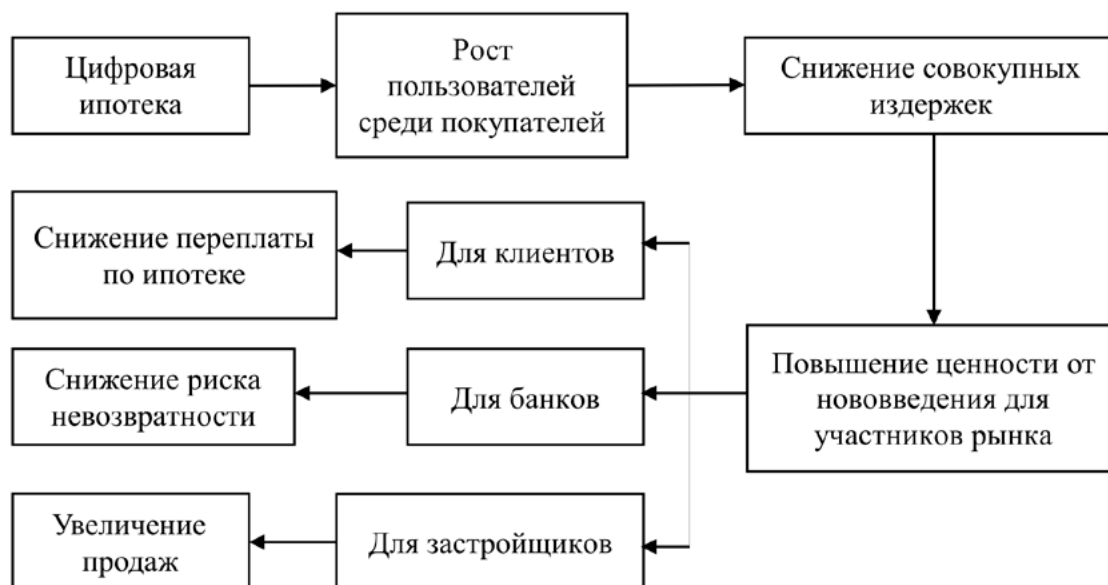 Цифровая
ипотека
Рост
пользователей
среди покупателей
Снижение совокупных
издержек
Снижение переплаты
по ипотеке
Для клиентов
Снижение риска
невозвратности
Для банков
Повышение ценности от
нововведения для
участников рынка
Увеличение
продаж
Для застройщиков